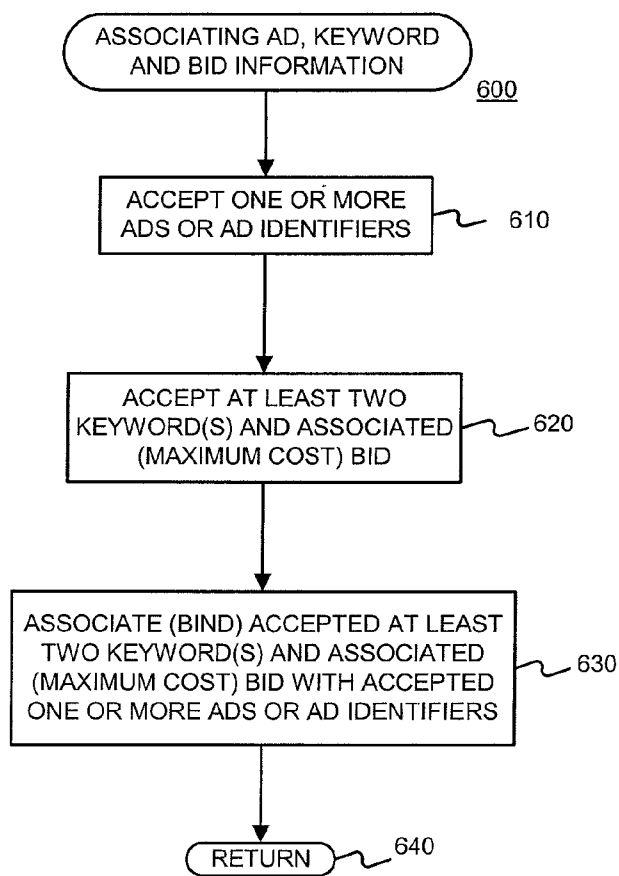 ASSOCIATING AD, KEYWORD
AND BID INFORMATION
600
ACCEPT ONE OR MORE
ADS OR AD IDENTIFIERS
610
ACCEPT AT LEAST TWO
KEYWORD(S) AND ASSOCIATED
(MAXIMUM COST) BID
620
ASSOCIATE (BIND) ACCEPTED AT LEAST
TWO KEYWORD(S) AND ASSOCIATED
(MAXIMUM COST) BID WITH ACCEPTED
ONE OR MORE ADS OR AD IDENTIFIERS
630
RETURN
640